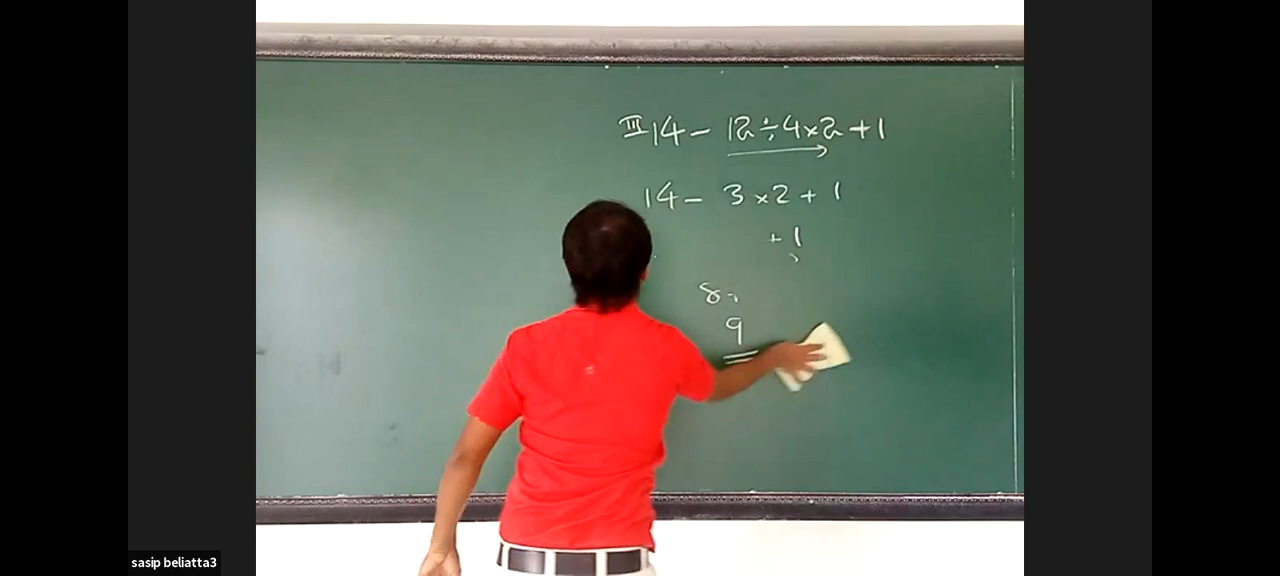 III 14 - 12 ÷ 4 × 2 + 1
14 - 3 × 2 + 1
+ 1
8
9
sasip beliatta3